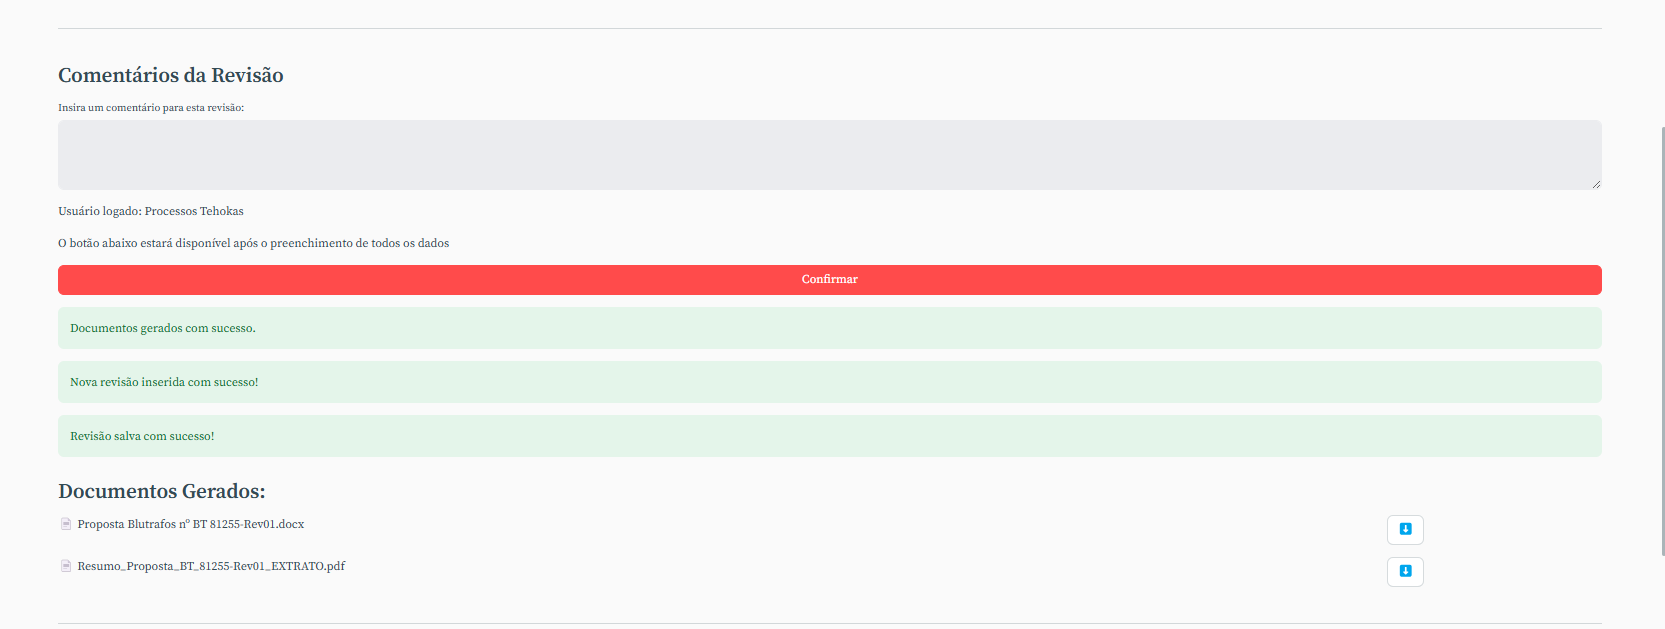 Comentários da Revisão
Insira um comentário para esta revisão:
Usuário logado: Processos Tehokas
O botão abaixo estará disponível após o preenchimento de todos os dados
Confirmar
Documentos gerados com sucesso.
Nova revisão inserida com sucesso!
Revisão salva com sucesso!
Documentos Gerados:
Proposta Blutrafos nº BT 81255-Rev01.docx
Resumo_Proposta_BT_81255-Rev01_EXTRATO.pdf